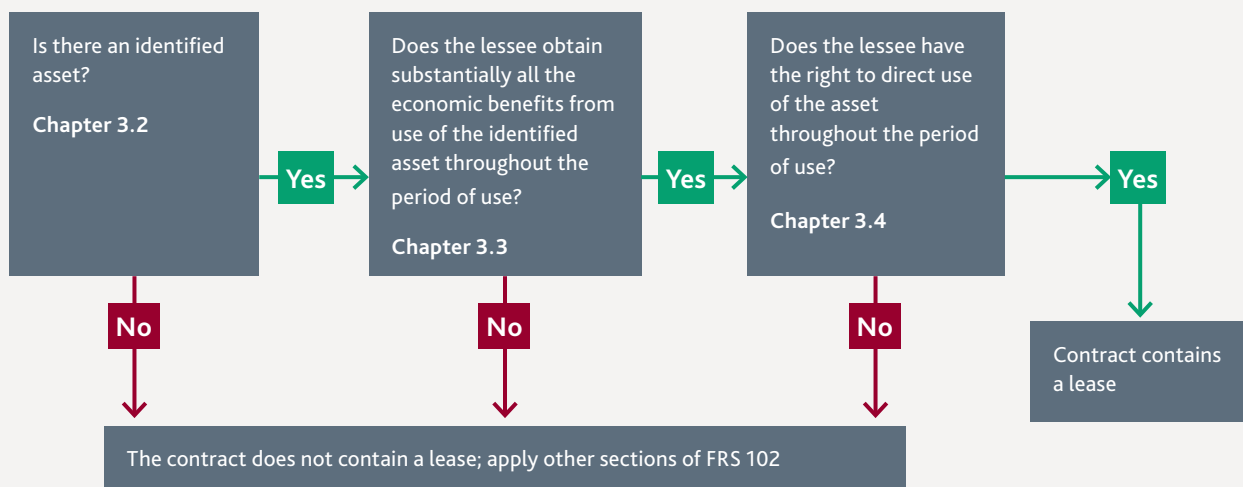 Is there an identified
asset?
Chapter 3.2
Yes
No
Does the lessee obtain
substantially all the
economic benefits from
use of the identified
asset throughout the
period of use?
Chapter 3.3
Yes
No
Does the lessee have
the right to direct use
of the asset
throughout the period
of use?
Chapter 3.4
Yes
No
Contract contains
a lease
The contract does not contain a lease; apply other sections of FRS 102